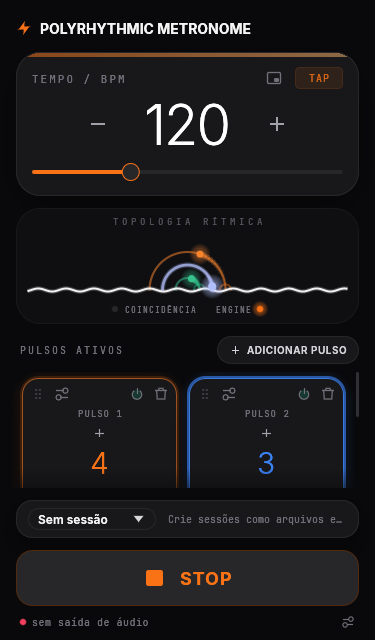 POLYRHYTHMIC METRONOME
TEMPO / BPM
TAP
120
TOPOLOGIA RÍTMICA
COINCIDÊNCIA ENGINE
PULSOS ATIVOS
+ ADICIONAR PULSO
PULSO 1
+
4
PULSO 2
+
3
Sem sessão
Crie sessões como arquivos e…
STOP
sem saída de áudio